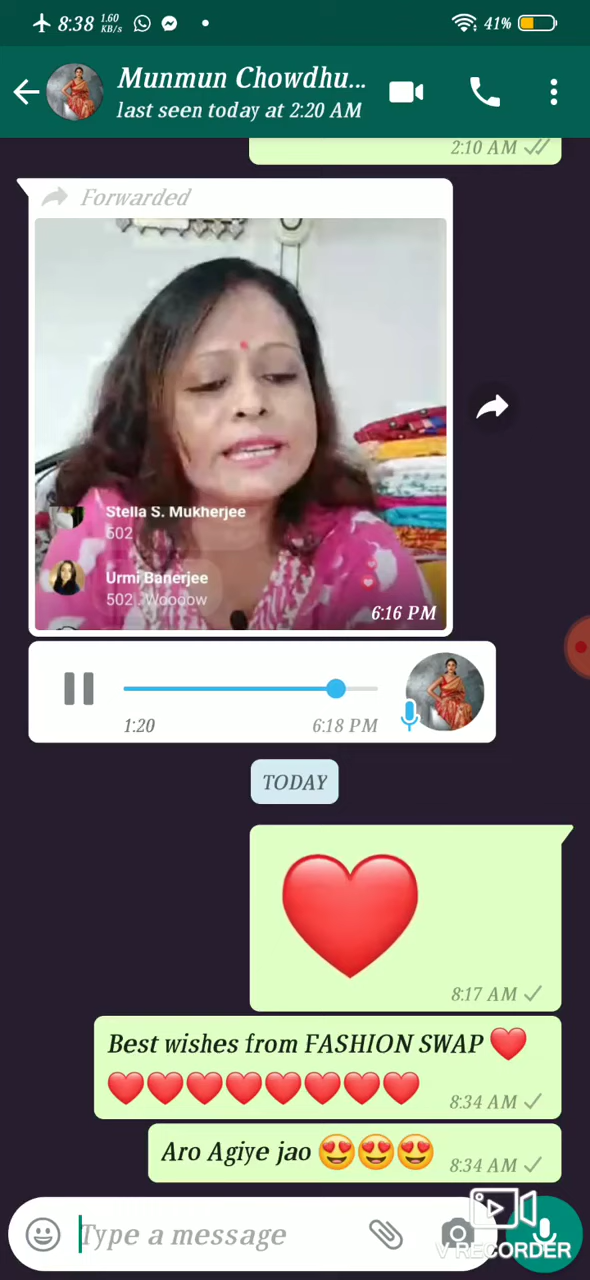 8:38 1.60 KB/s 41%
Munmun Chowdhu...
last seen today at 2:20 AM
2:10 AM
Forwarded
Stella S. Mukherjee
502
Urmi Banerjee
502..Woooow
6:16 PM
1:20 6:18 PM
TODAY
8:17 AM
Best wishes from FASHION SWAP ❤️
❤️❤️❤️❤️❤️❤️❤️❤️ 8:34 AM
Aro Agiye jao 😍😍😍 8:34 AM
Type a message
V RECORDER